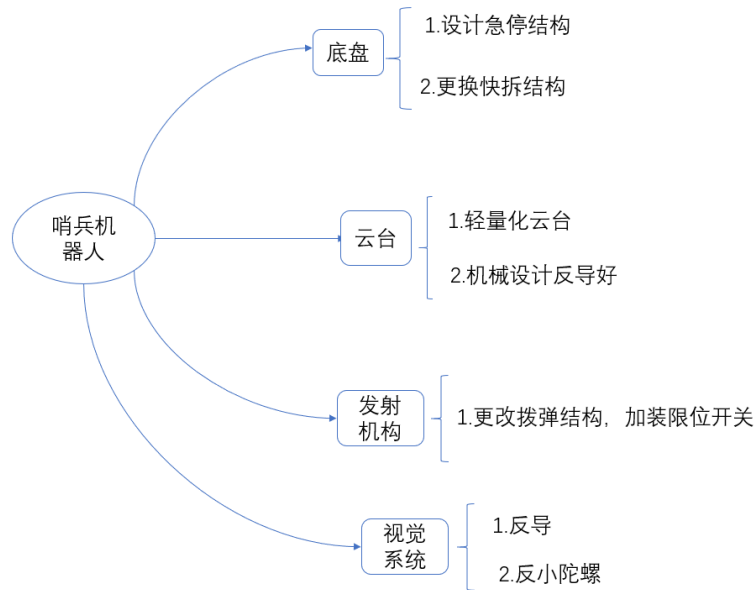 底盘
1.设计急停结构
2.更换快拆结构
哨兵机
器人
云台
1.轻量化云台
2.机械设计反导好
发射
机构
1.更改拨弹结构，加装限位开关
视觉
系统
1.反导
2.反小陀螺